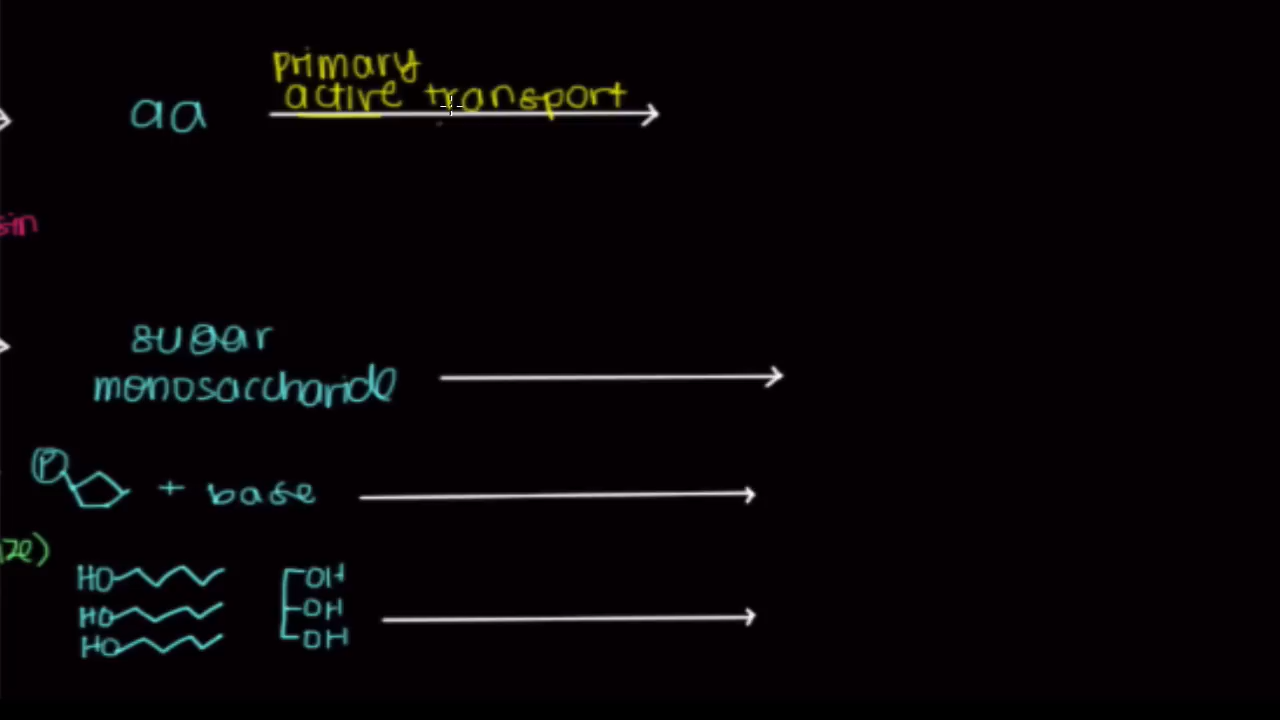 primary
aa active transport
sin
sugar
monosaccharide
P + base
ze)
HO OH
HO OH
HO OH